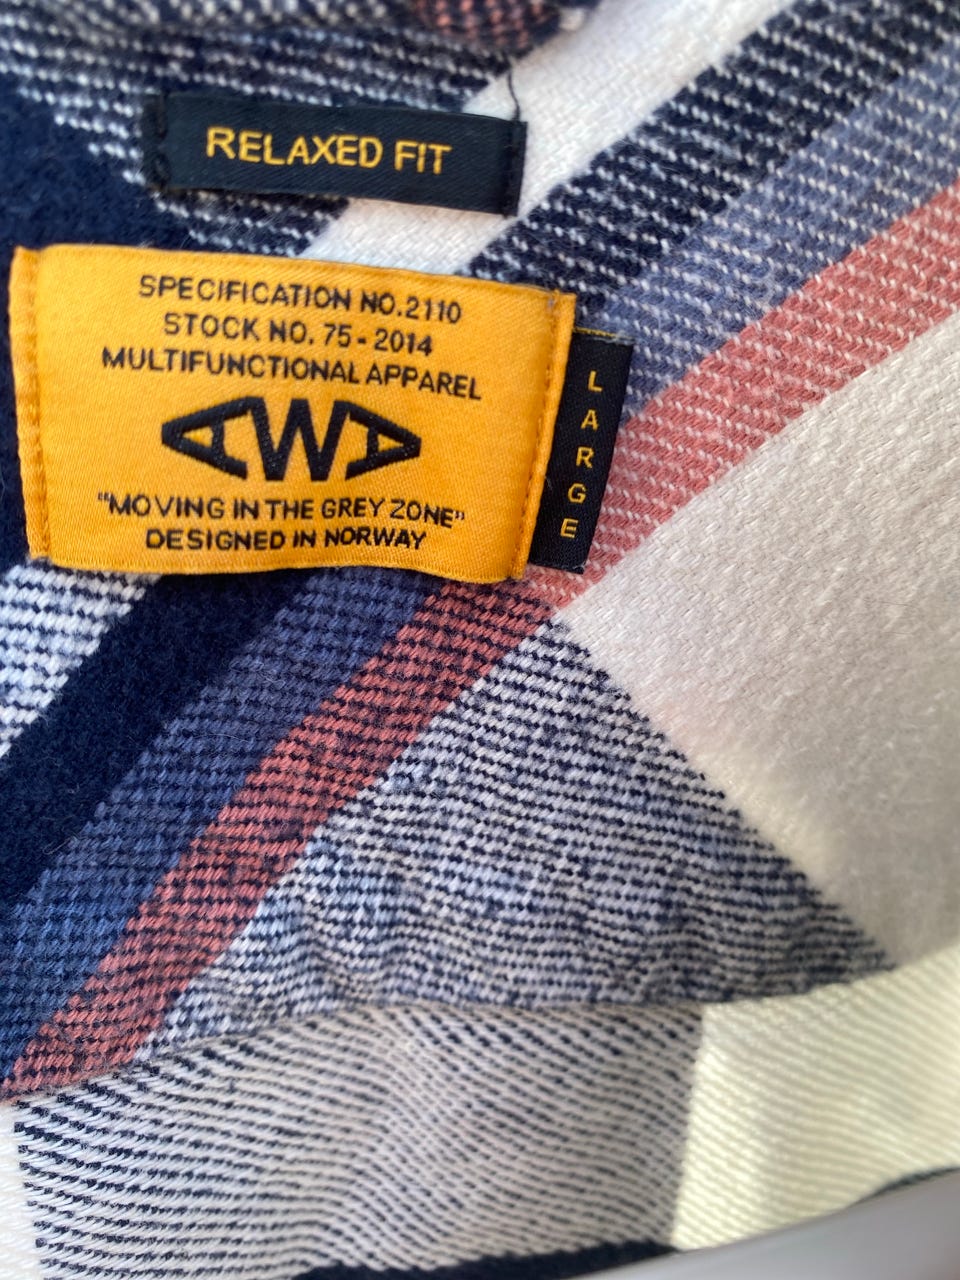 RELAXED FIT
SPECIFICATION NO.2110
STOCK NO. 75-2014
MULTIFUNCTIONAL APPAREL
AWA
"MOVING IN THE GREY ZONE"
DESIGNED IN NORWAY
LARGE